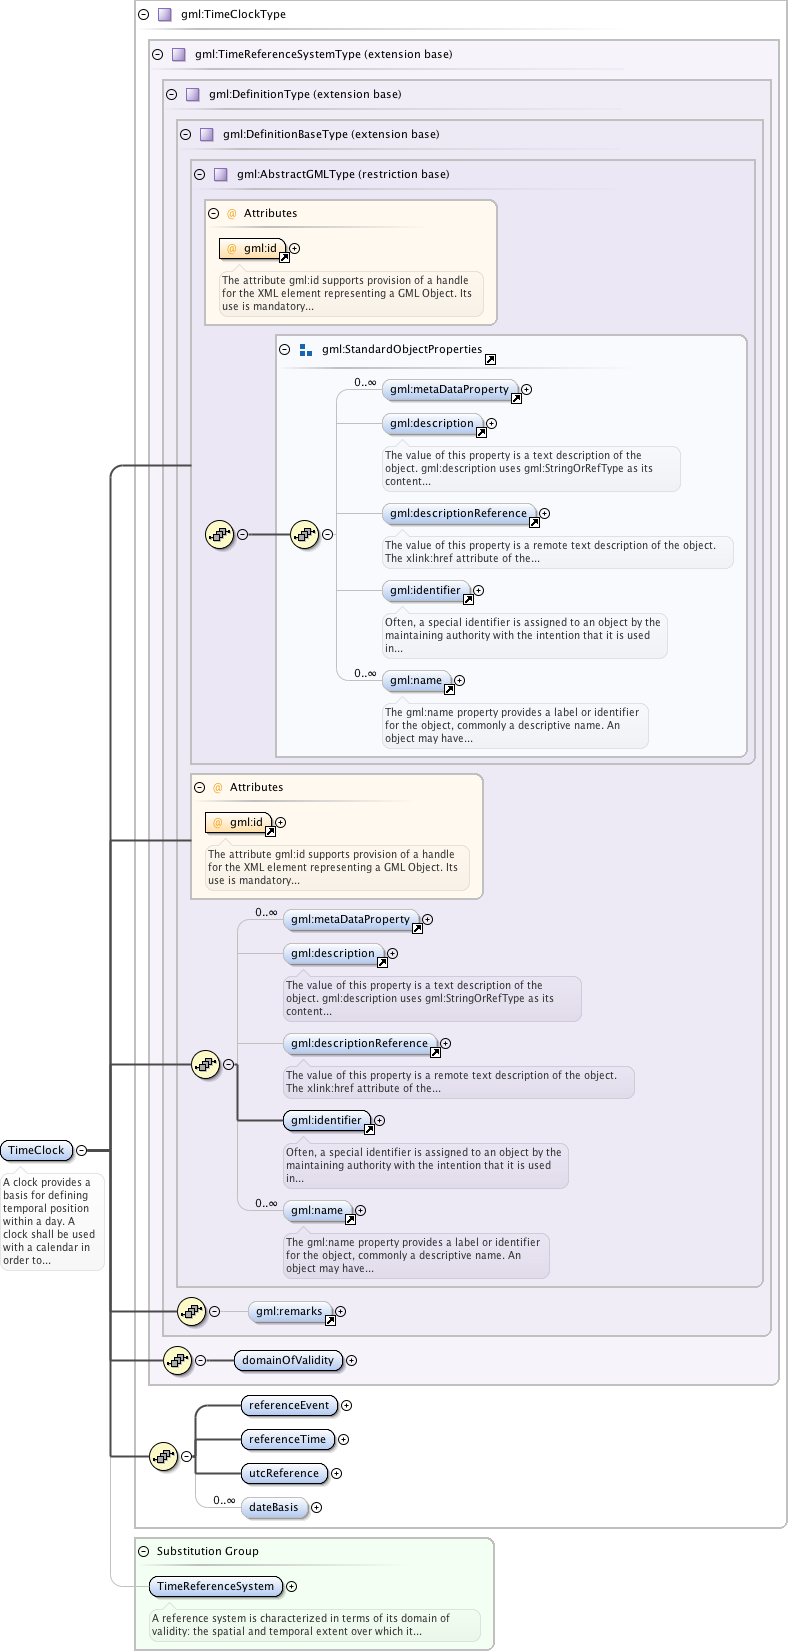 gml:TimeClockType
gml:TimeReferenceSystemType (extension base)
gml:DefinitionType (extension base)
gml:DefinitionBaseType (extension base)
gml:AbstractGMLType (restriction base)
@ Attributes
@ gml:id
The attribute gml:id supports provision of a handle
for the XML element representing a GML Object. Its
use is mandatory...
gml:StandardObjectProperties
0..∞
gml:metaDataProperty
gml:description
The value of this property is a text description of the
object. gml:description uses gml:StringOrRefType as its
content...
gml:descriptionReference
The value of this property is a remote text description of the object.
The xlink:href attribute of the...
gml:identifier
Often, a special identifier is assigned to an object by the
maintaining authority with the intention that it is used
in...
0..∞
gml:name
The gml:name property provides a label or identifier
for the object, commonly a descriptive name. An
object may have...
@ Attributes
@ gml:id
The attribute gml:id supports provision of a handle
for the XML element representing a GML Object. Its
use is mandatory...
0..∞
gml:metaDataProperty
gml:description
The value of this property is a text description of the
object. gml:description uses gml:StringOrRefType as its
content...
gml:descriptionReference
The value of this property is a remote text description of the object.
The xlink:href attribute of the...
gml:identifier
Often, a special identifier is assigned to an object by the
maintaining authority with the intention that it is used
in...
0..∞
gml:name
The gml:name property provides a label or identifier
for the object, commonly a descriptive name. An
object may have...
TimeClock
A clock provides a
basis for defining
temporal position
within a day. A
clock shall be used
with a calendar in
order to...
gml:remarks
domainOfValidity
referenceEvent
referenceTime
utcReference
0..∞
dateBasis
Substitution Group
TimeReferenceSystem
A reference system is characterized in terms of its domain of
validity: the spatial and temporal extent over which it...